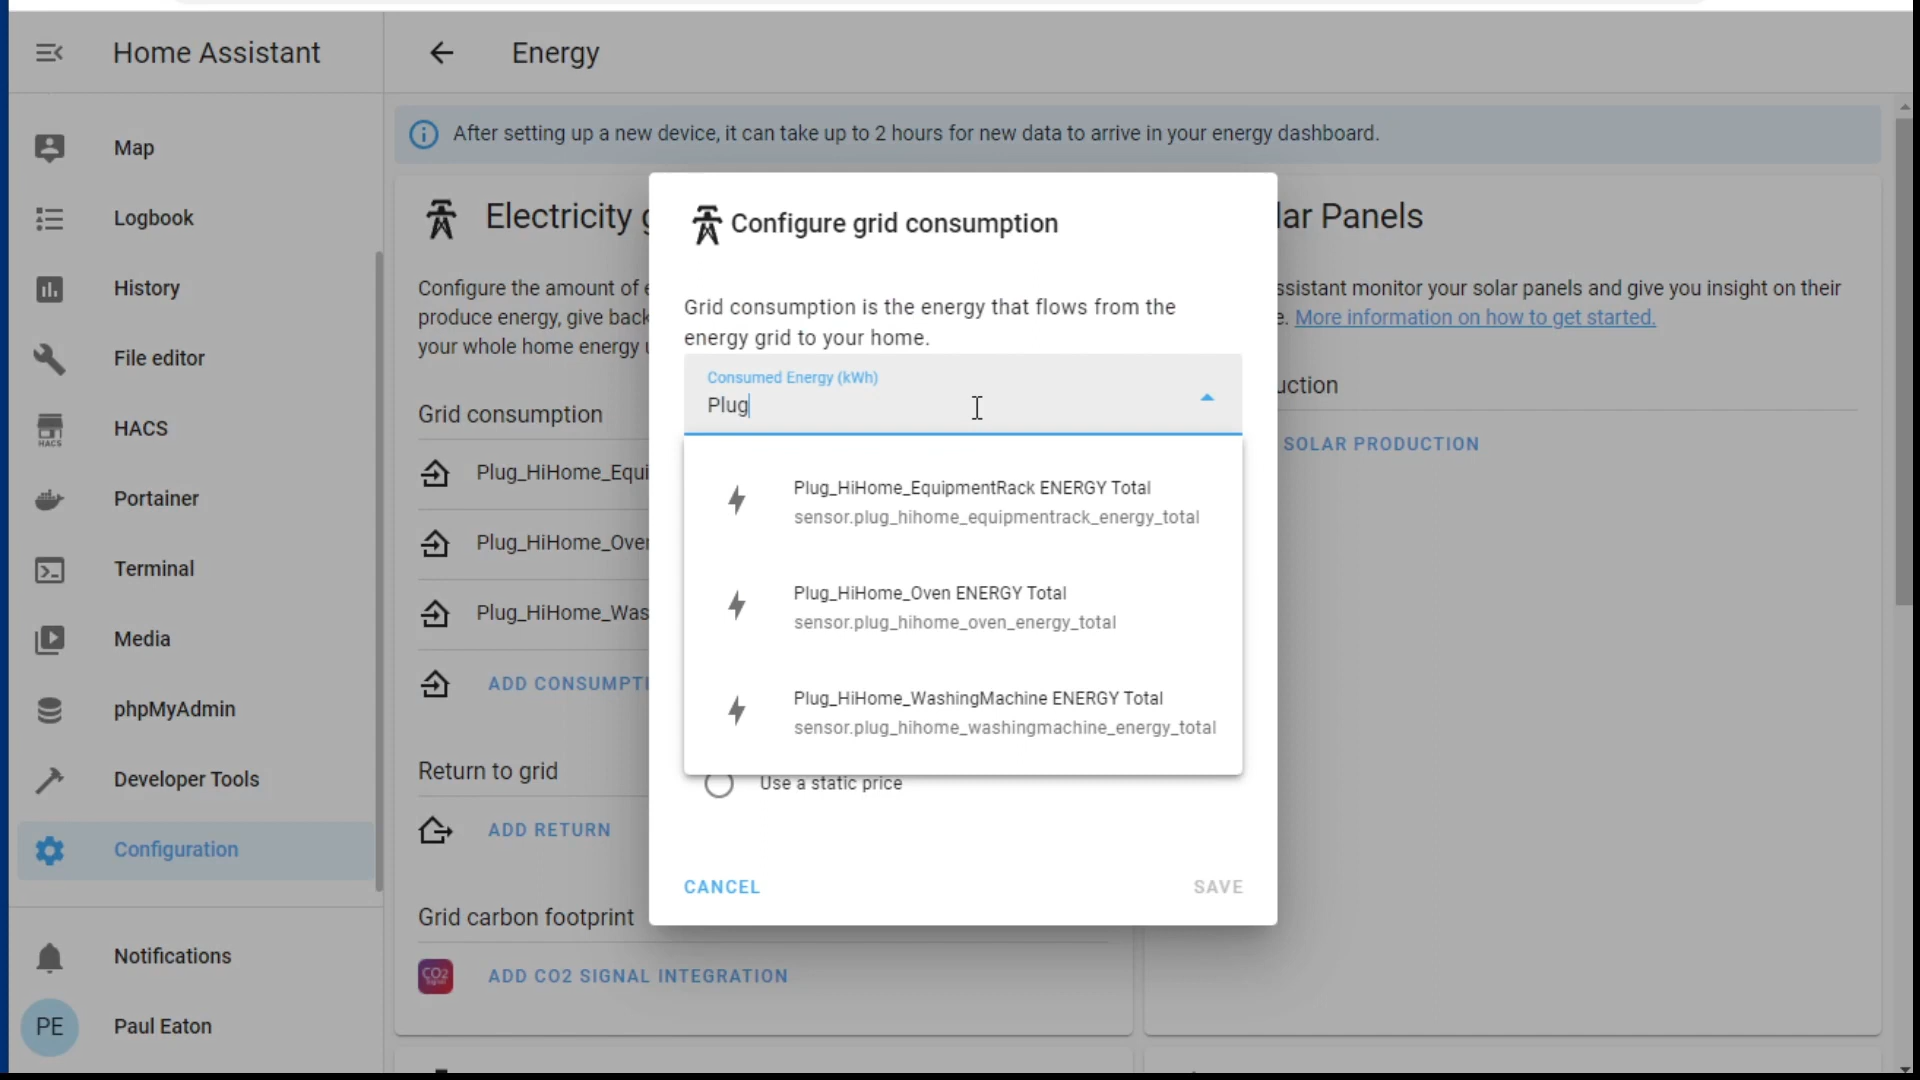 Home Assistant
Energy
Map
Logbook
History
File editor
HACS
HACS
Portainer
Terminal
Media
phpMyAdmin
Developer Tools
Configuration
Notifications
PE
Paul Eaton
After setting up a new device, it can take up to 2 hours for new data to arrive in your energy dashboard.
Electricity g
Configure the amount of e
produce energy, give back
your whole home energy u
Grid consumption
Plug_HiHome_Equi
Plug_HiHome_Over
Plug_HiHome_Was
ADD CONSUMPTI
Return to grid
ADD RETURN
Grid carbon footprint
CO2
Signal
ADD CO2 SIGNAL INTEGRATION
Configure grid consumption
Grid consumption is the energy that flows from the
energy grid to your home.
Consumed Energy (kWh)
Plug
Plug_HiHome_EquipmentRack ENERGY Total
sensor.plug_hihome_equipmentrack_energy_total
Plug_HiHome_Oven ENERGY Total
sensor.plug_hihome_oven_energy_total
Plug_HiHome_WashingMachine ENERGY Total
sensor.plug_hihome_washingmachine_energy_total
Use a static price
CANCEL
SAVE
lar Panels
ssistant monitor your solar panels and give you insight on their
e. More information on how to get started.
uction
SOLAR PRODUCTION